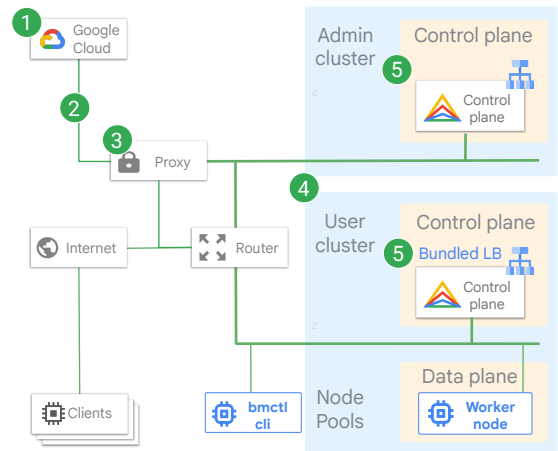 1
Google
Cloud
2
3
Proxy
Admin
cluster
Control plane
5
Control
plane
z
4
User
cluster
Control plane
5
Bundled LB
Control
plane
z
Internet
Router
Clients
bmctl
cli
Node
Pools
Data plane
Worker
node